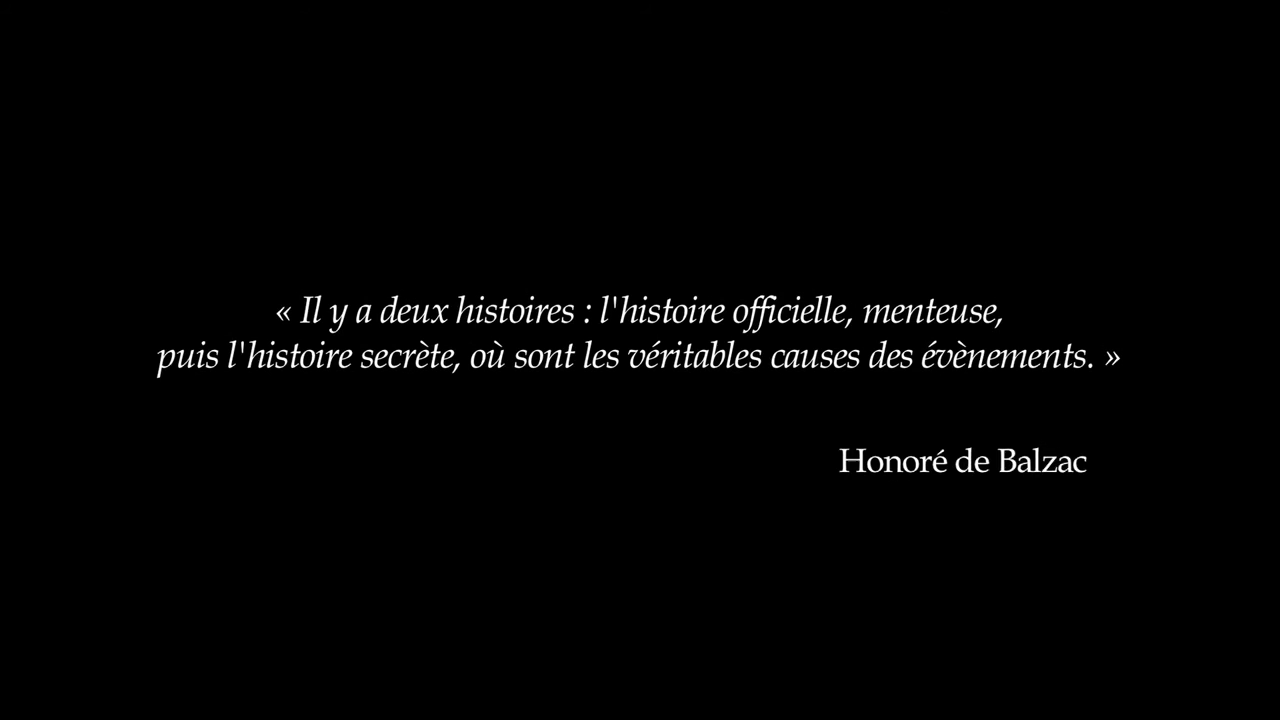 « Il y a deux histoires : l'histoire officielle, menteuse,
puis l'histoire secrète, où sont les véritables causes des évènements. »
Honoré de Balzac